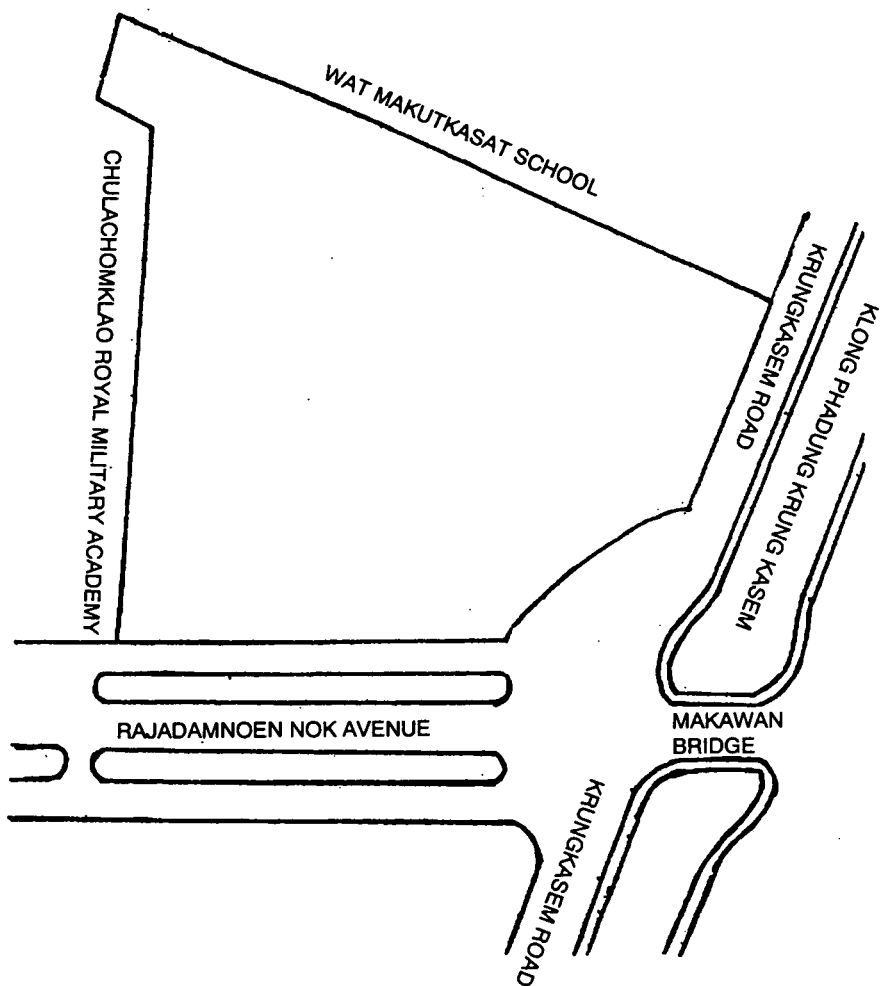 WAT MAKUTKASAT SCHOOL
CHULACHOMKLAO ROYAL MILITARY ACADEMY
KRUNGKASEM ROAD
KLONG PHADUNG KRUNG KASEM
RAJADAMNOEN NOK AVENUE
MAKAWAN
BRIDGE
KRUNGKASEM ROAD